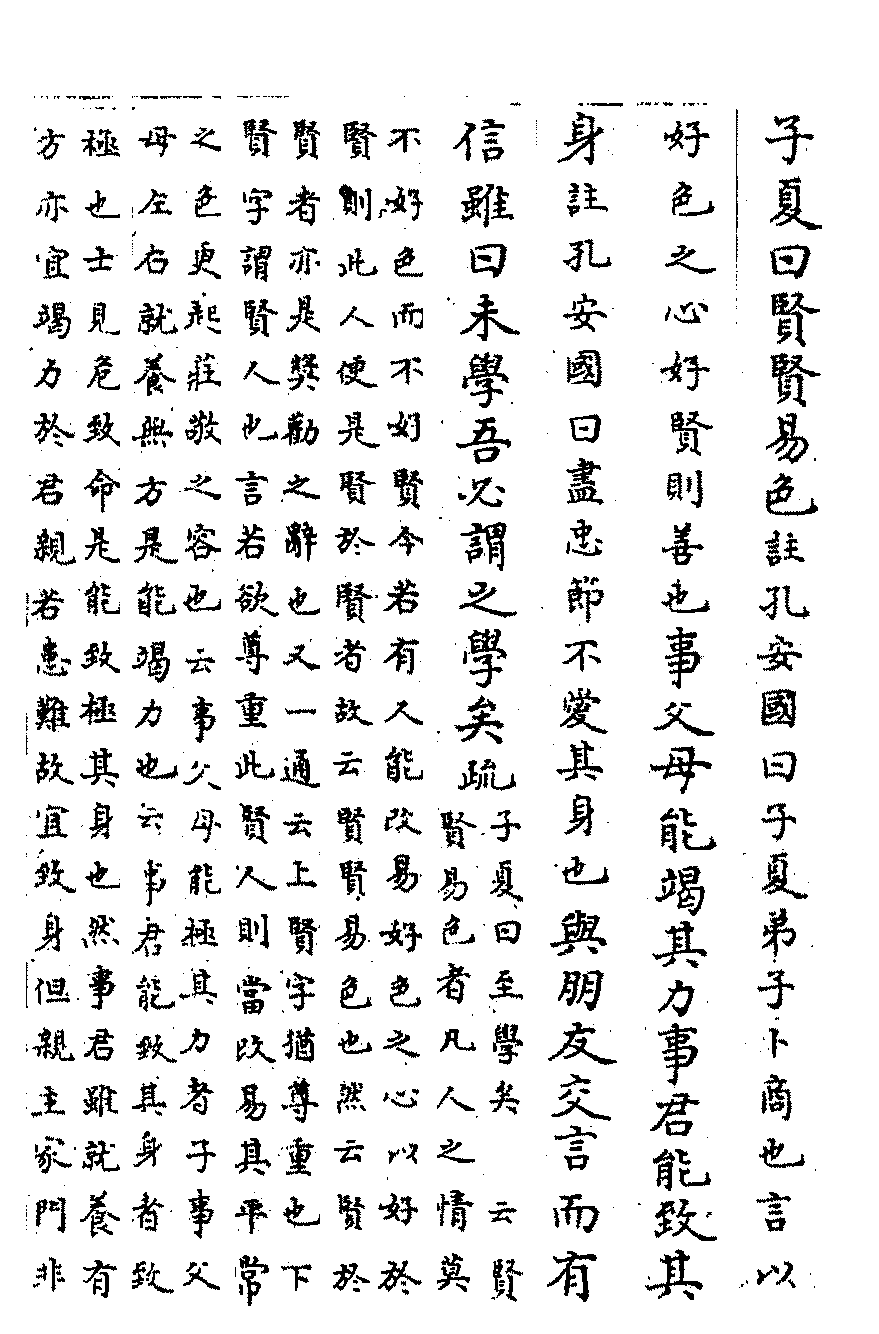 子夏曰賢賢易色註孔安國曰子夏弟子卜商也言以
好色之心好賢則善也事父母能竭其力事君能致其
身註孔安國曰盡忠節不愛其身也與朋友交言而有
信雖曰未學吾必謂之學矣疏
子夏曰至學矣　云賢
賢易色者凡人之情莫
不好色而不好賢今若有人能改易好色之心以好於
賢則此人便是賢於賢者故云賢賢易色也然云賢於
賢者亦是奬勸之辭也又一通云上賢字猶尊重也下
賢字謂賢人也言若欲尊重此賢人則當改易其平常
之色更起莊敬之容也云事父母能極其力者子事父
母左右就養無方是能竭力也云事君能致其身者致
極也士見危致命是能致極其身也然事君雖就養有
方亦宜竭力於君親若患難故宜致身但親主家門非